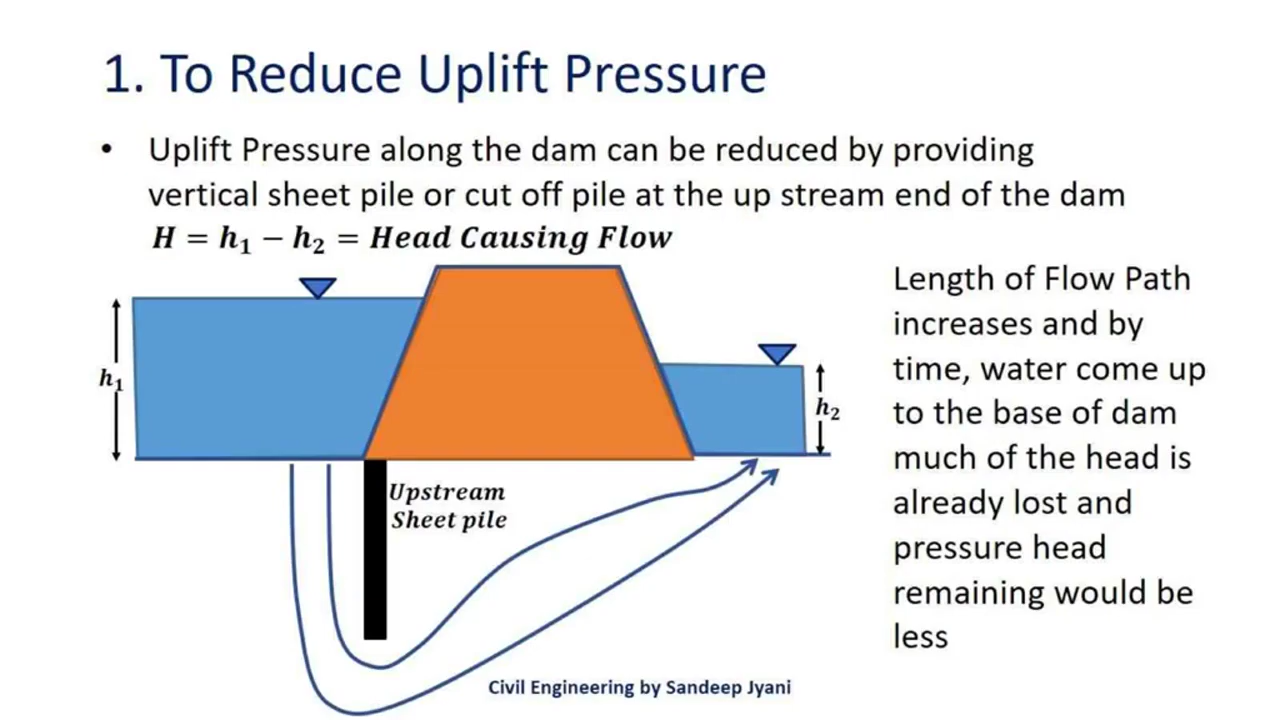 1. To Reduce Uplift Pressure
• Uplift Pressure along the dam can be reduced by providing
vertical sheet pile or cut off pile at the up stream end of the dam
H = h₁ − h₂ = Head Causing Flow
h₁
h₂
Upstream
Sheet pile
Length of Flow Path
increases and by
time, water come up
to the base of dam
much of the head is
already lost and
pressure head
remaining would be
less
Civil Engineering by Sandeep Jyani